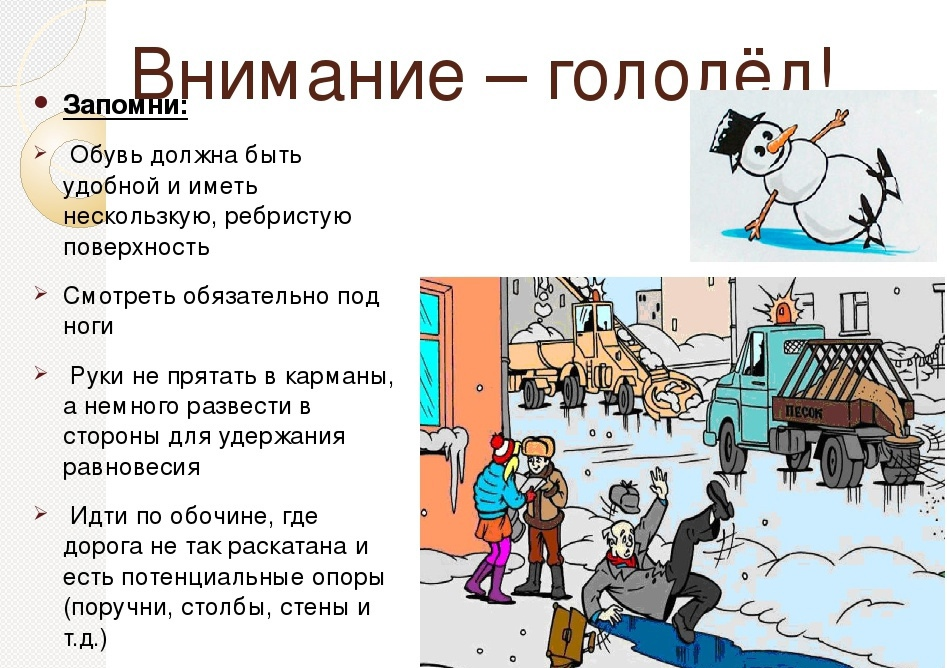 Внимание – гололёд!
Запомни:
Обувь должна быть
удобной и иметь
нескользкую, ребристую
поверхность
Смотреть обязательно под
ноги
Руки не прятать в карманы,
а немного развести в
стороны для удержания
равновесия
Идти по обочине, где
дорога не так раскатана и
есть потенциальные опоры
(поручни, столбы, стены и
т.д.)
ПЕСОК